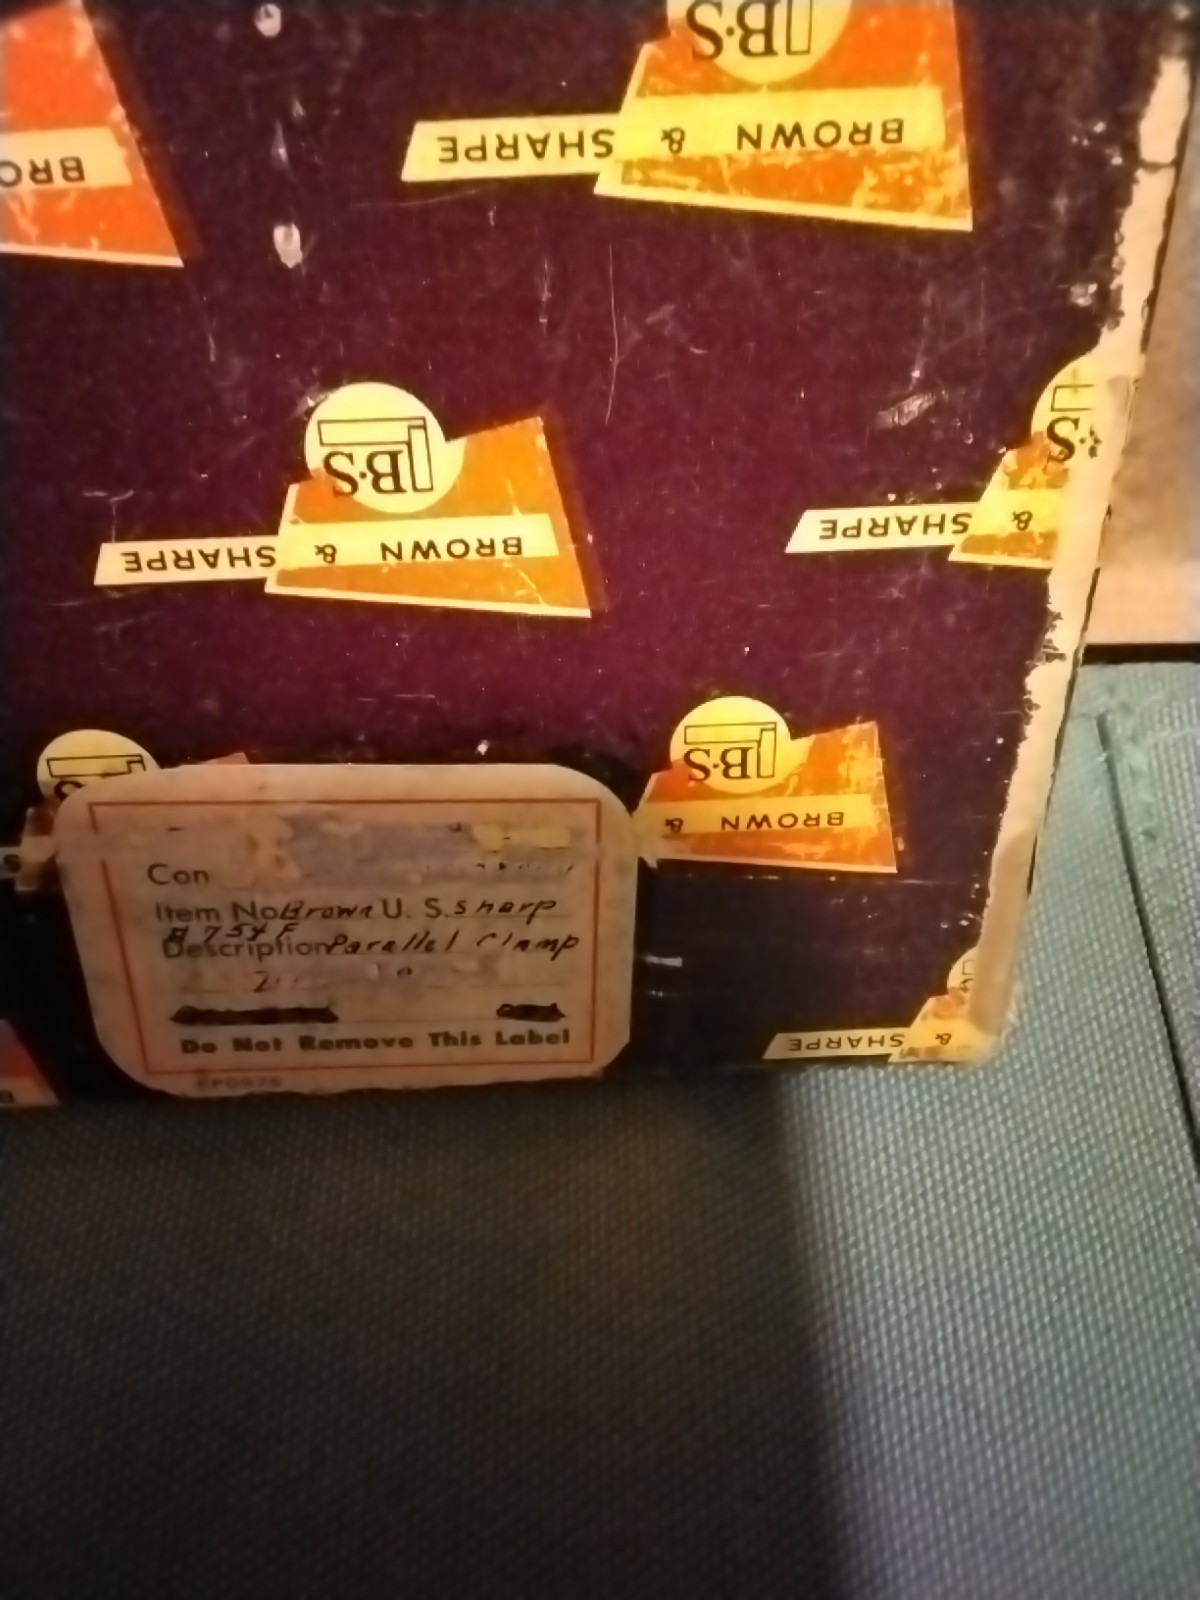 B·S
BROWN & SHARPE
BRO
B·S
BROWN & SHARPE
·S
& SHARPE
B·S
BROWN &
Con
Item No Brown U. S. Sharp
#754F
Description Parallel Clamp
Do Not Remove This Label
& SHARPE